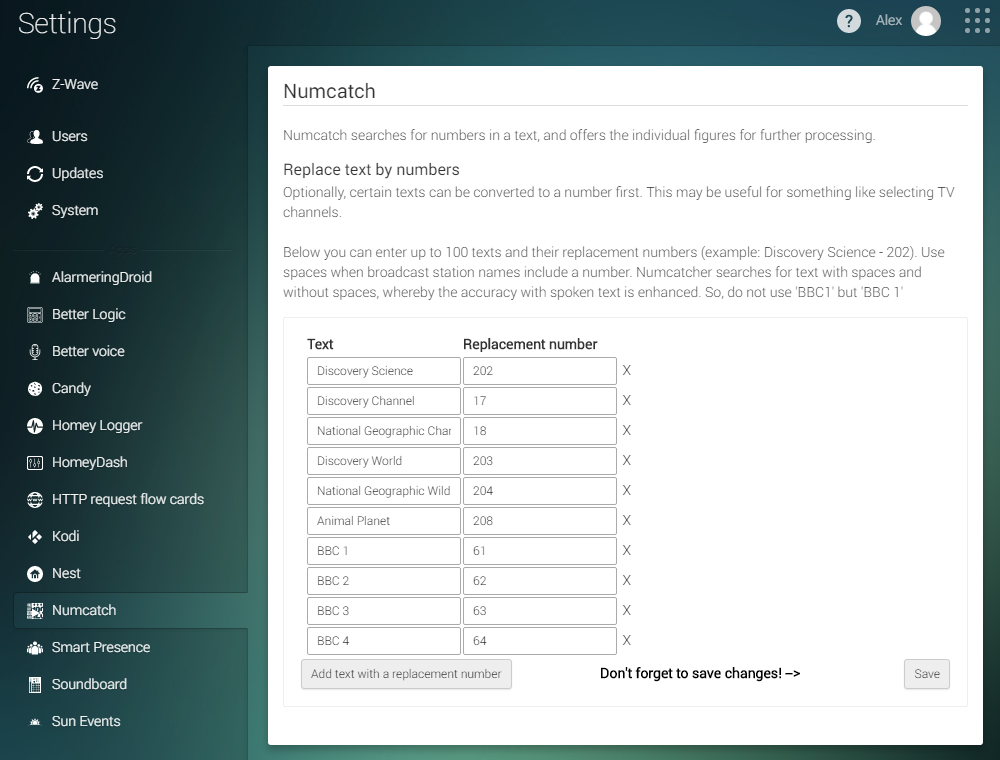 Settings
?
Alex
Z-Wave
Users
Updates
System
AlarmeringDroid
Better Logic
Better voice
Candy
Homey Logger
HomeyDash
HTTP request flow cards
Kodi
Nest
Numcatch
Smart Presence
Soundboard
Sun Events
Numcatch
Numcatch searches for numbers in a text, and offers the individual figures for further processing.
Replace text by numbers
Optionally, certain texts can be converted to a number first. This may be useful for something like selecting TV
channels.
Below you can enter up to 100 texts and their replacement numbers (example: Discovery Science - 202). Use
spaces when broadcast station names include a number. Numcatcher searches for text with spaces and
without spaces, whereby the accuracy with spoken text is enhanced. So, do not use 'BBC1' but 'BBC 1'
Text Replacement number
Discovery Science 202 X
Discovery Channel 17 X
National Geographic Char 18 X
Discovery World 203 X
National Geographic Wild 204 X
Animal Planet 208 X
BBC 1 61 X
BBC 2 62 X
BBC 3 63 X
BBC 4 64 X
Add text with a replacement number Don't forget to save changes! --> Save